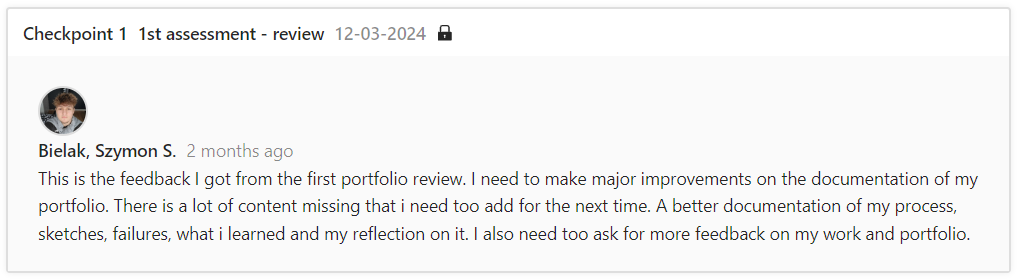 Checkpoint 1 1st assessment - review 12-03-2024
Bielak, Szymon S. 2 months ago
This is the feedback I got from the first portfolio review. I need to make major improvements on the documentation of my
portfolio. There is a lot of content missing that i need too add for the next time. A better documentation of my process,
sketches, failures, what i learned and my reflection on it. I also need too ask for more feedback on my work and portfolio.